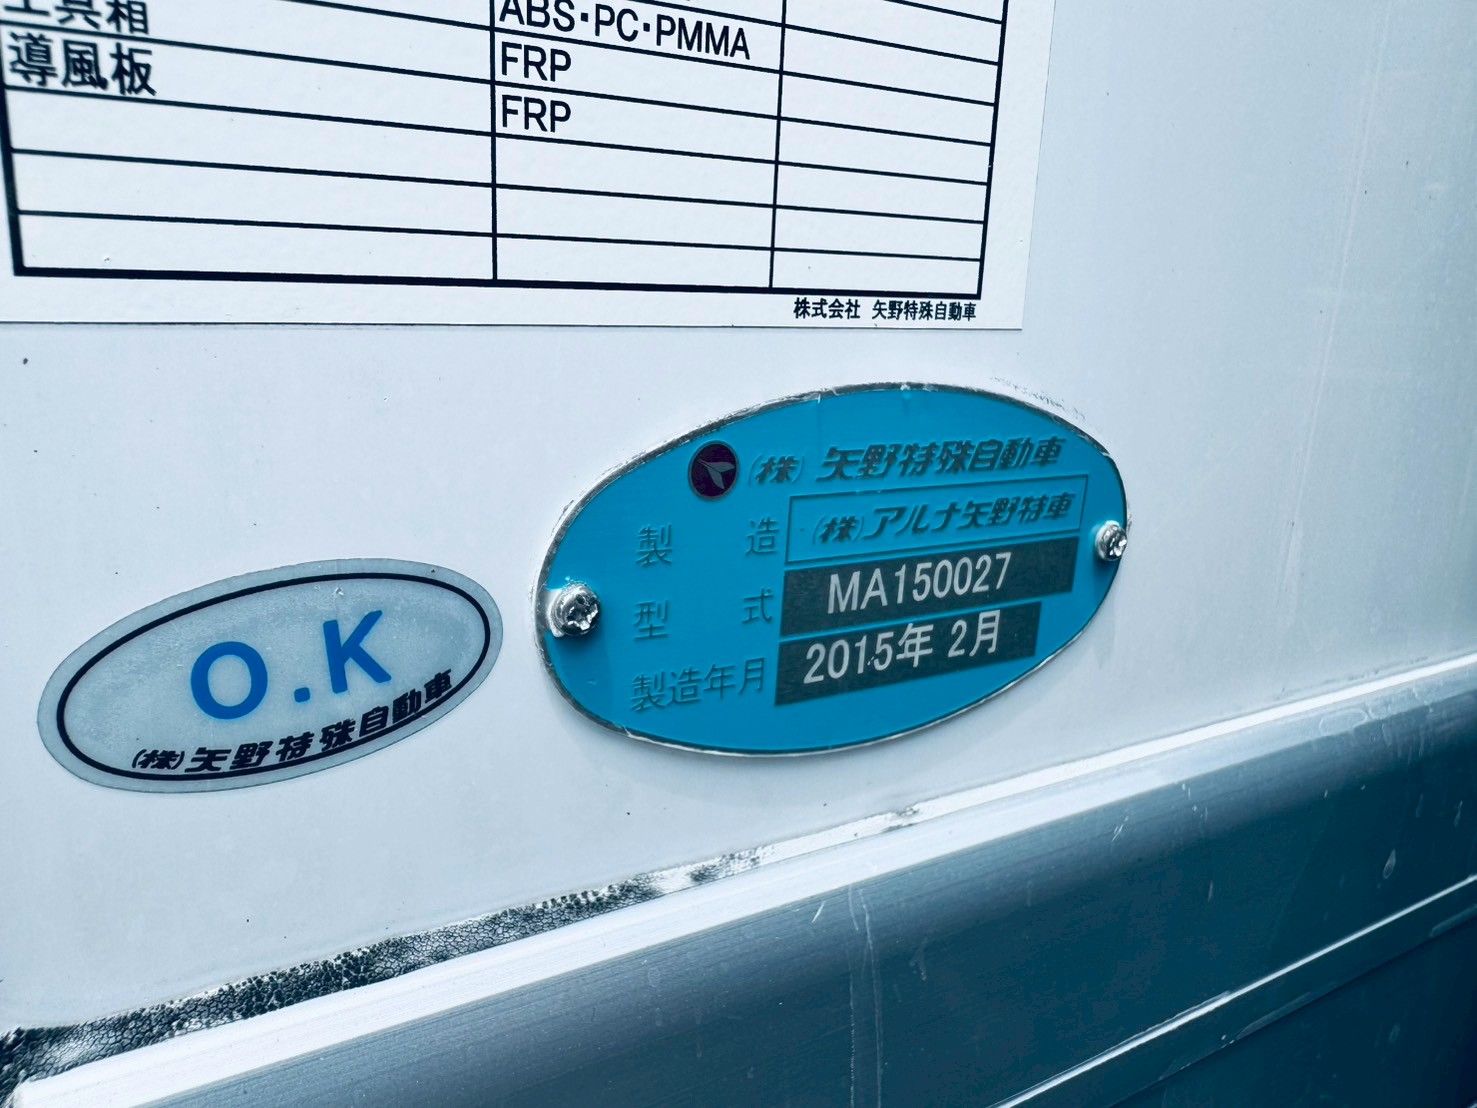 工具箱 ABS・PC・PMMA
導風板 FRP
FRP
株式会社 矢野特殊自動車
(株) 矢野特殊自動車
製造 (株)アルナ矢野特車
型式 MA150027
製造年月 2015年 2月
O.K
(株)矢野特殊自動車